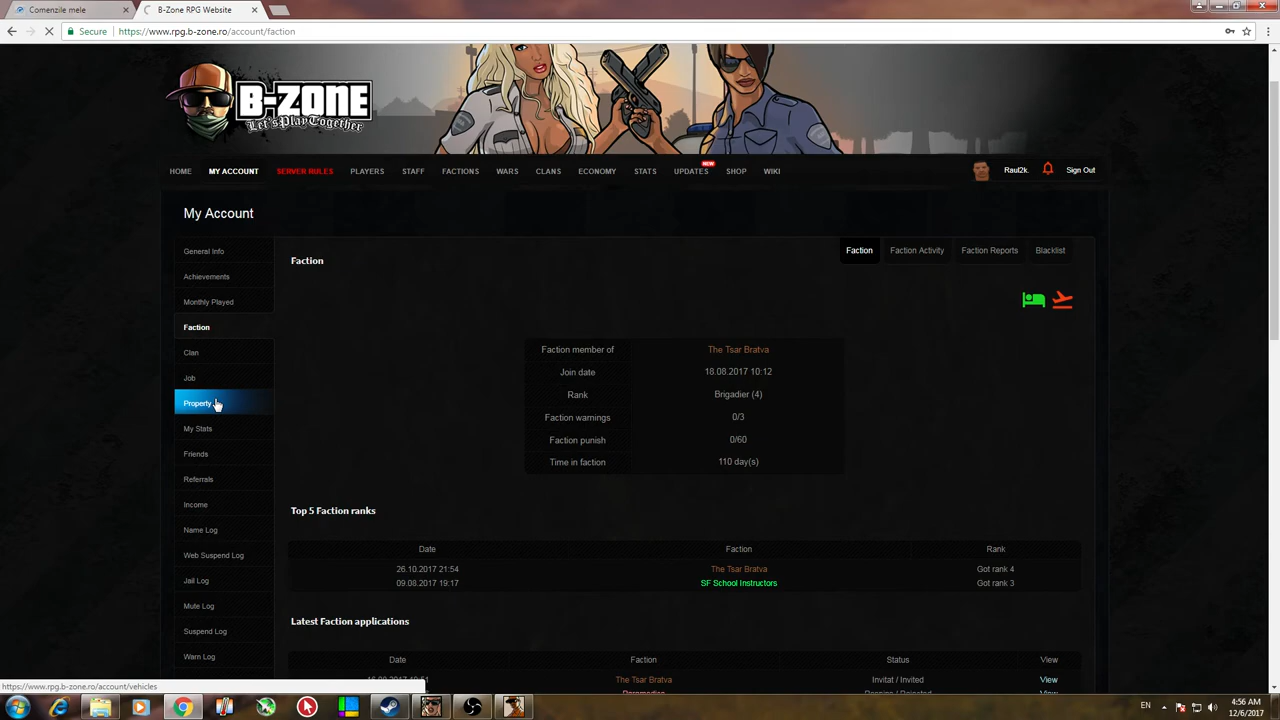 Comenzile mele
B-Zone RPG Website
Secure
https://www.rpg.b-zone.ro/account/faction
B-ZONE
Let'sPlayTogether
HOME MY ACCOUNT SERVER RULES PLAYERS STAFF FACTIONS WARS CLANS ECONOMY STATS UPDATES NEW SHOP WIKI
Raul2k.
Sign Out
My Account
General Info
Achievements
Monthly Played
Faction
Clan
Job
Property
My Stats
Friends
Referrals
Income
Name Log
Web Suspend Log
Jail Log
Mute Log
Suspend Log
Warn Log
Faction
Faction Faction Activity Faction Reports Blacklist
Faction member of The Tsar Bratva
Join date 18.08.2017 10:12
Rank Brigadier (4)
Faction warnings 0/3
Faction punish 0/60
Time in faction 110 day(s)
Top 5 Faction ranks
Date Faction Rank
26.10.2017 21:54 The Tsar Bratva Got rank 4
09.08.2017 19:17 SF School Instructors Got rank 3
Latest Faction applications
Date Faction Status View
The Tsar Bratva Invitat / Invited View
https://www.rpg.b-zone.ro/account/vehicles
EN
4:56 AM
12/6/2017